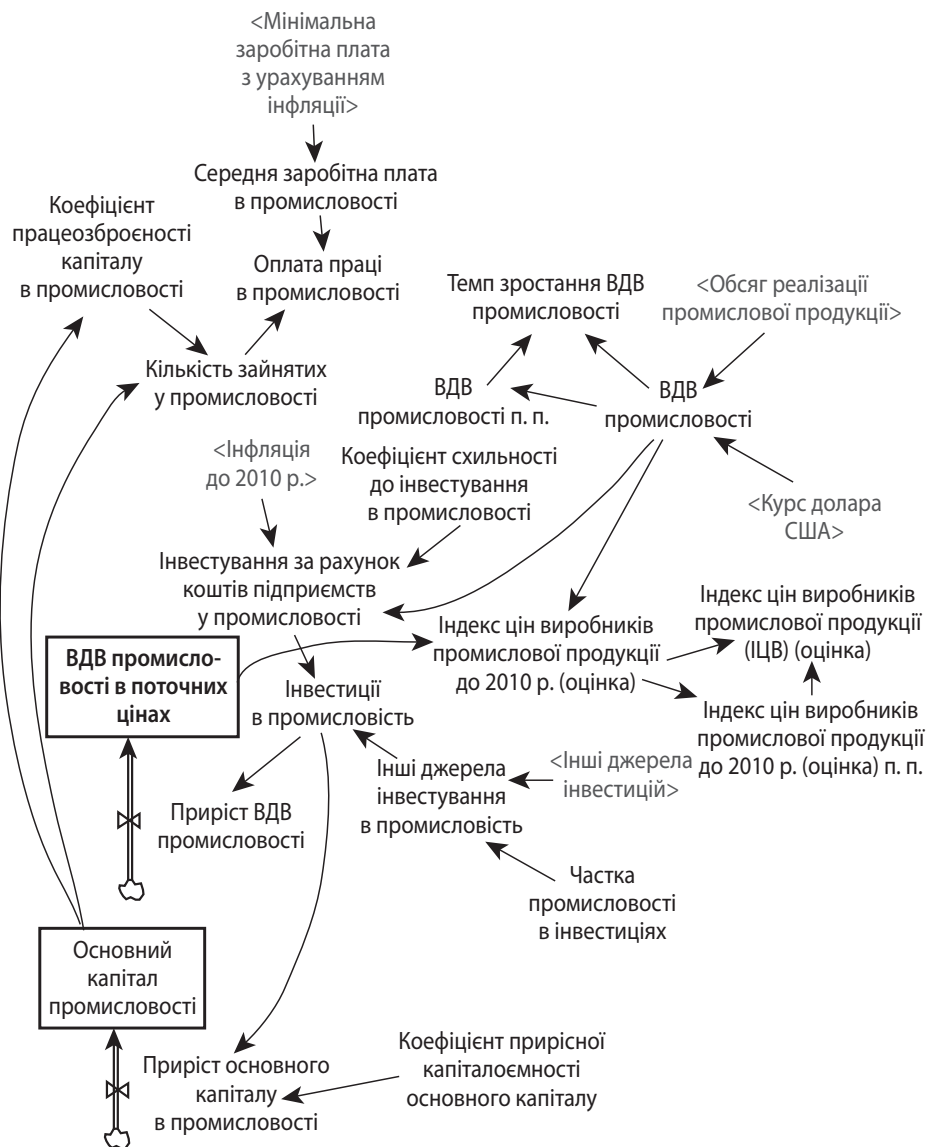 <Мінімальна
заробітна плата
з урахуванням
інфляції>
Середня заробітна плата
в промисловості
Коефіцієнт
працеозброєності
капіталу
в промисловості
Оплата праці
в промисловості
Темп зростання ВДВ
промисловості
<Обсяг реалізації
промислової продукції>
Кількість зайнятих
у промисловості
ВДВ
промисловості п. п.
ВДВ
промисловості
<Інфляція
до 2010 р.>
Коефіцієнт схильності
до інвестування
в промисловості
<Курс долара
США>
Інвестування за рахунок
коштів підприємств
у промисловості
Індекс цін виробників
промислової продукції
до 2010 р. (оцінка)
Індекс цін виробників
промислової продукції
(ІЦВ) (оцінка)
ВДВ промисло-
вості в поточних
цінах
Інвестиції
в промисловість
Індекс цін виробників
промислової продукції
до 2010 р. (оцінка) п. п.
Інші джерела
інвестування
в промисловість
<Інші джерела
інвестицій>
Приріст ВДВ
промисловості
Частка
промисловості
в інвестиціях
Основний
капітал
промисловості
Приріст основного
капіталу
в промисловості
Коефіцієнт прирісної
капіталоємності
основного капіталу